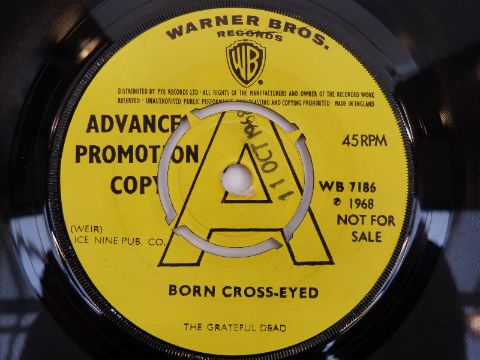 WARNER BROS.
RECORDS
WB
DISTRIBUTED BY PYE RECORDS LTD · ALL RIGHTS OF THE MANUFACTURERS AND OWNER OF THE RECORDED WORK
RESERVED · UNAUTHORISED PUBLIC PERFORMANCE, BROADCASTING AND COPYING PROHIBITED · MADE IN ENGLAND
ADVANCE
PROMOTION
COPY
A
11 OCT 1968
45 RPM
WB 7186
℗ 1968
NOT FOR
SALE
(WEIR)
ICE NINE PUB. CO.
BORN CROSS-EYED
THE GRATEFUL DEAD